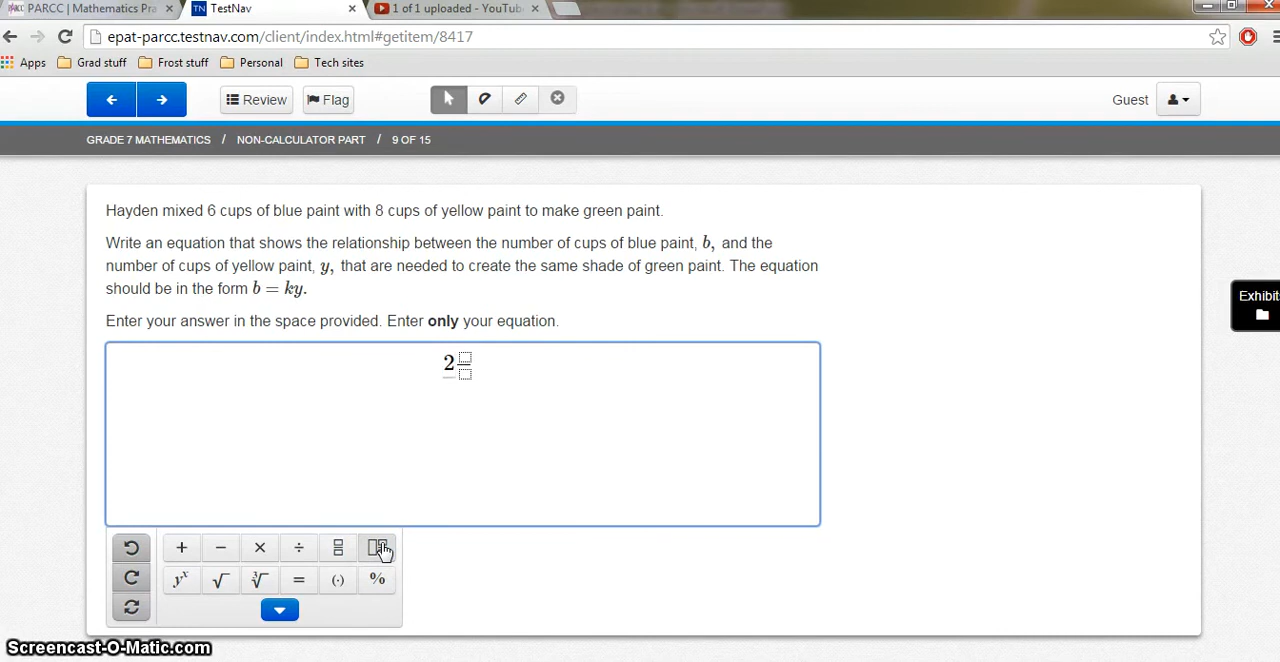 PARCC | Mathematics Pra
TestNav
1 of 1 uploaded - YouTub
epat-parcc.testnav.com/client/index.html#getitem/8417
Apps Grad stuff Frost stuff Personal Tech sites
Review Flag Guest
GRADE 7 MATHEMATICS / NON-CALCULATOR PART / 9 OF 15
Hayden mixed 6 cups of blue paint with 8 cups of yellow paint to make green paint.
Write an equation that shows the relationship between the number of cups of blue paint, b, and the
number of cups of yellow paint, y, that are needed to create the same shade of green paint. The equation
should be in the form b = ky.
Exhibits
Enter your answer in the space provided. Enter only your equation.
2
+ − × ÷
yˣ √ ∛ = (·) %
Screencast-O-Matic.com